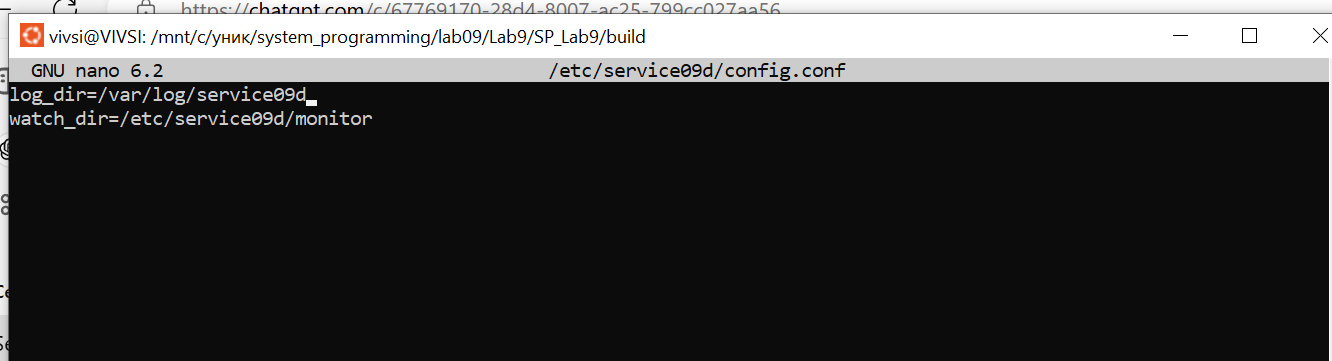 https://chatgpt.com/c/67769170-28d4-8007-ac25-799cc027aa56
vivsi@VIVSI: /mnt/c/уник/system_programming/lab09/Lab9/SP_Lab9/build
GNU nano 6.2 /etc/service09d/config.conf
log_dir=/var/log/service09d
watch_dir=/etc/service09d/monitor